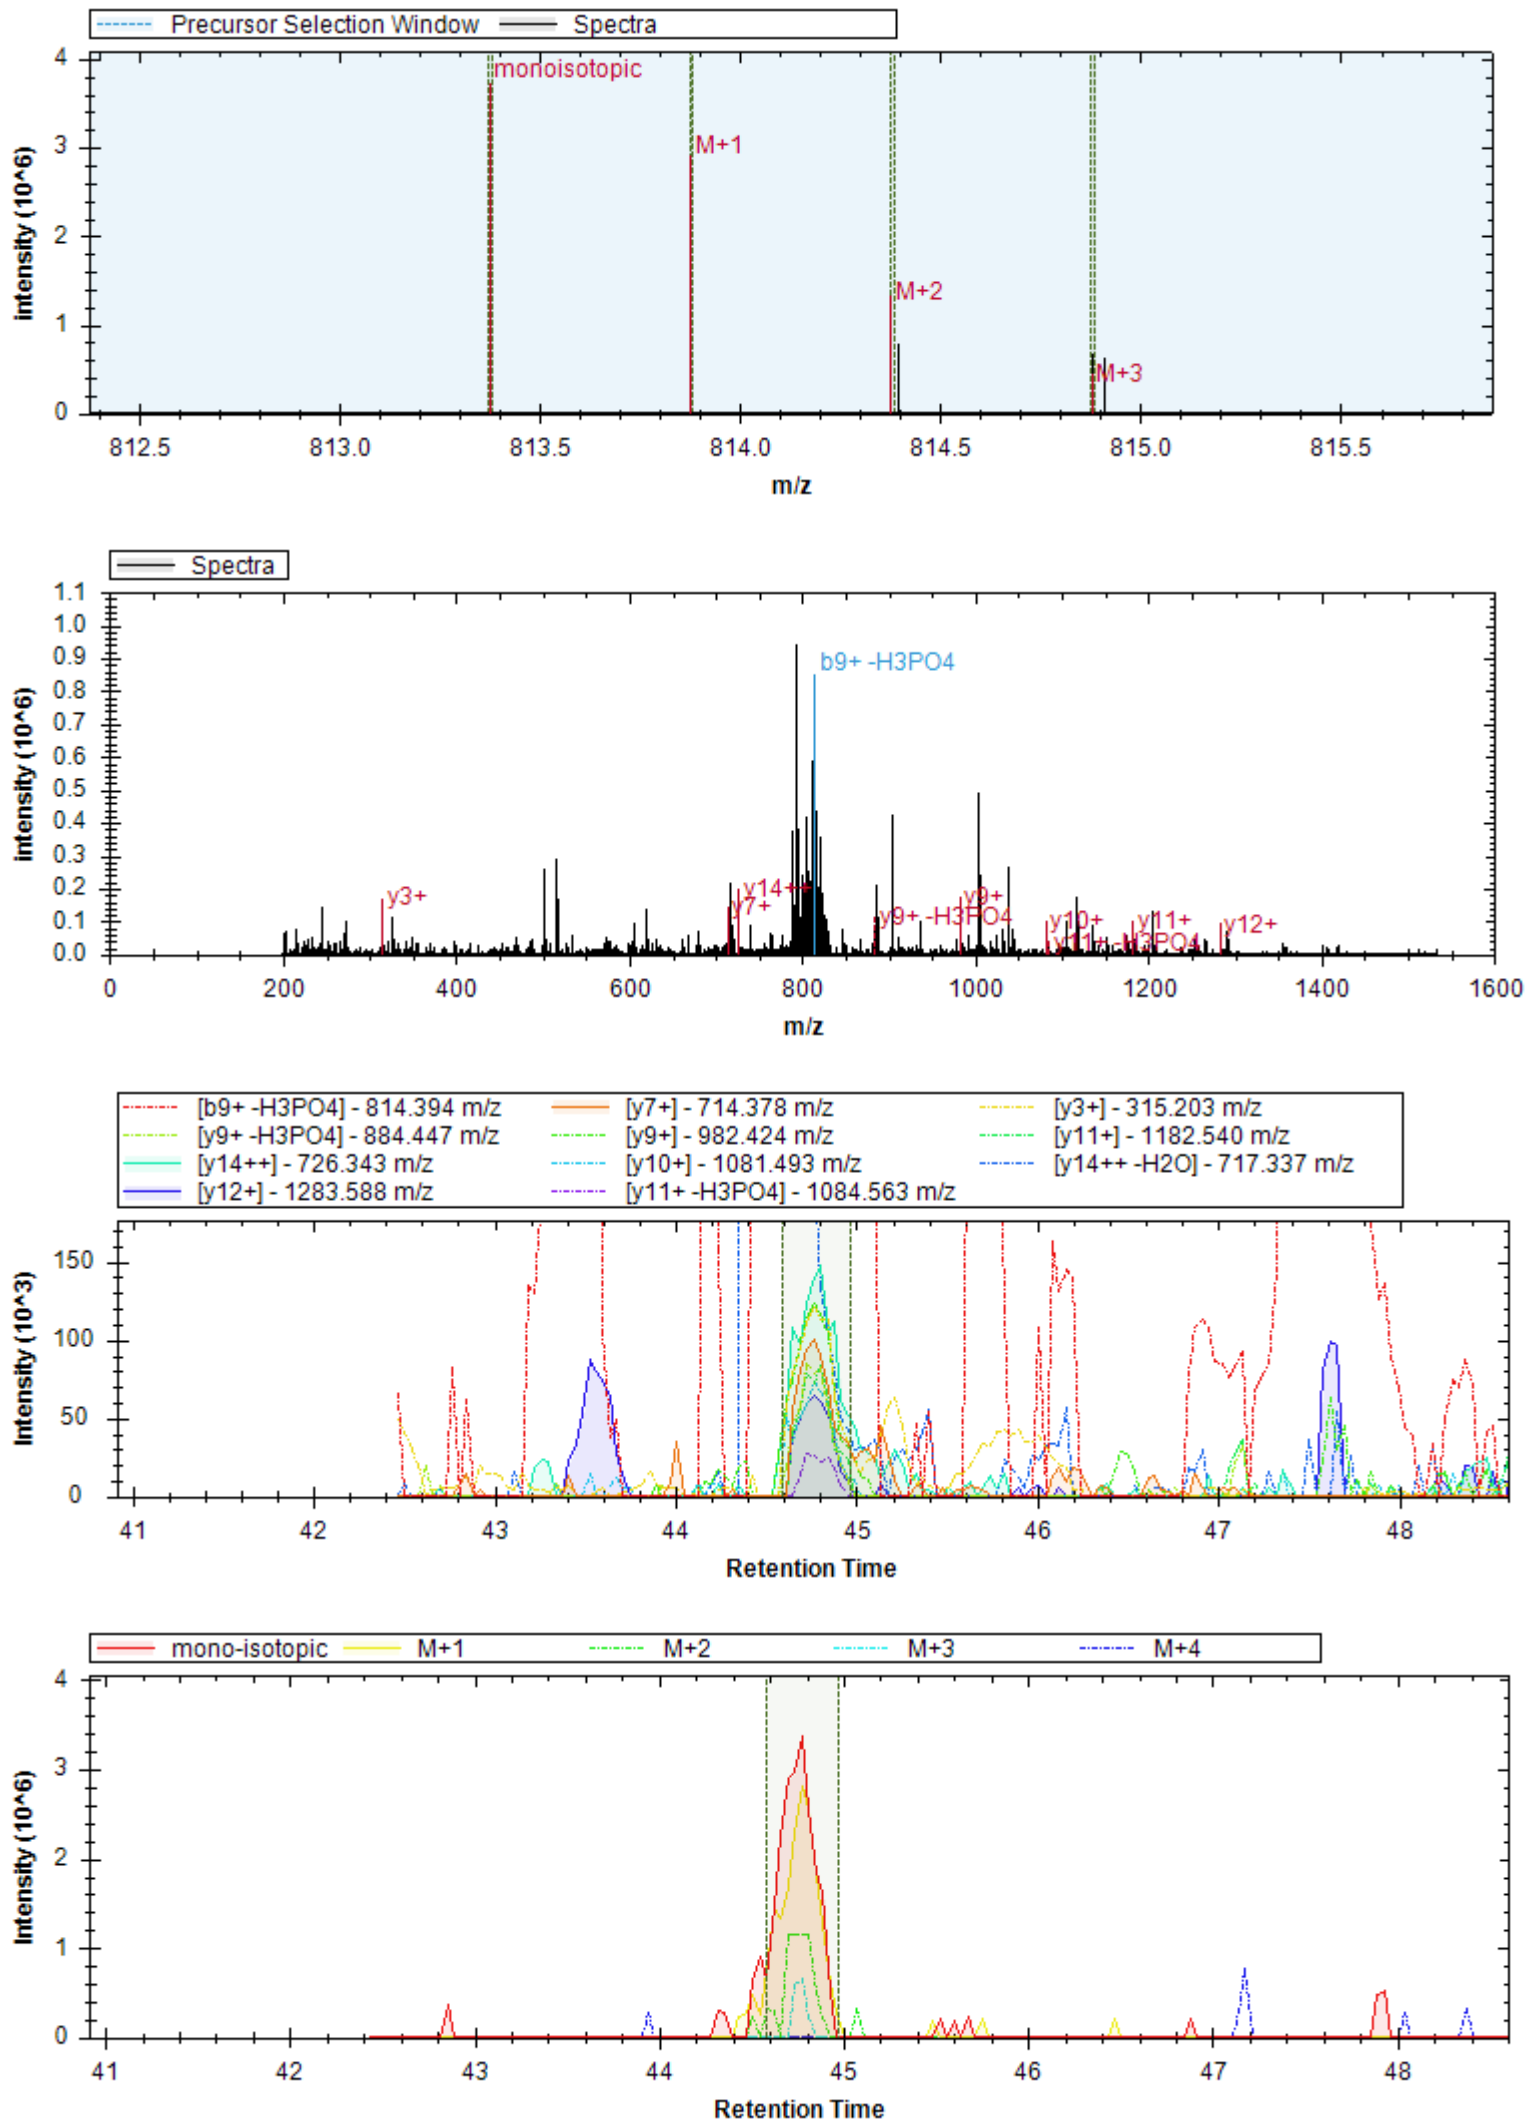 Precursor Selection Window Spectra
4
3
2
1
0
intensity (10^6)
monoisotopic
M+1
M+2
M+3
812.5 813.0 813.5 814.0 814.5 815.0 815.5
m/z
Spectra
1.1
1.0
0.9
0.8
0.7
0.6
0.5
0.4
0.3
0.2
0.1
0.0
intensity (10^6)
b9+ -H3PO4
y3+
y14++
y7+
y9+
y9+ -H3PO4
y10+
y11+
y12+
y11+ -H3PO4
0 200 400 600 800 1000 1200 1400 1600
m/z
[b9+ -H3PO4] - 814.394 m/z [y7+] - 714.378 m/z [y3+] - 315.203 m/z
[y9+ -H3PO4] - 884.447 m/z [y9+] - 982.424 m/z [y11+] - 1182.540 m/z
[y14++] - 726.343 m/z [y10+] - 1081.493 m/z [y14++ -H2O] - 717.337 m/z
[y12+] - 1283.588 m/z [y11+ -H3PO4] - 1084.563 m/z
150
100
50
0
Intensity (10^3)
41 42 43 44 45 46 47 48
Retention Time
mono-isotopic M+1 M+2 M+3 M+4
4
3
2
1
0
Intensity (10^6)
41 42 43 44 45 46 47 48
Retention Time